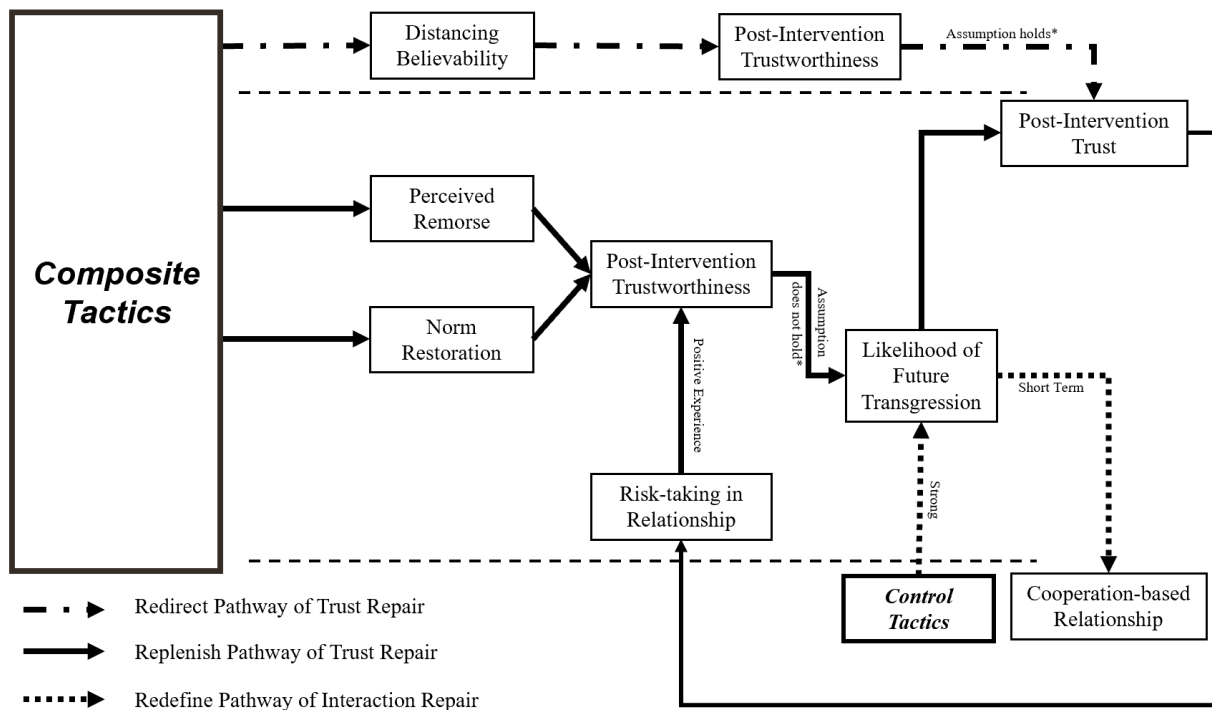 Distancing
Believability
Post-Intervention
Trustworthiness
Assumption holds*
Post-Intervention
Trust
Perceived
Remorse
Composite
Tactics
Post-Intervention
Trustworthiness
Assumption
does not hold*
Norm
Restoration
Positive Experience
Likelihood of
Future
Transgression
Short Term
Risk-taking in
Relationship
Strong
Control
Tactics
Cooperation-based
Relationship
Redirect Pathway of Trust Repair
Replenish Pathway of Trust Repair
Redefine Pathway of Interaction Repair